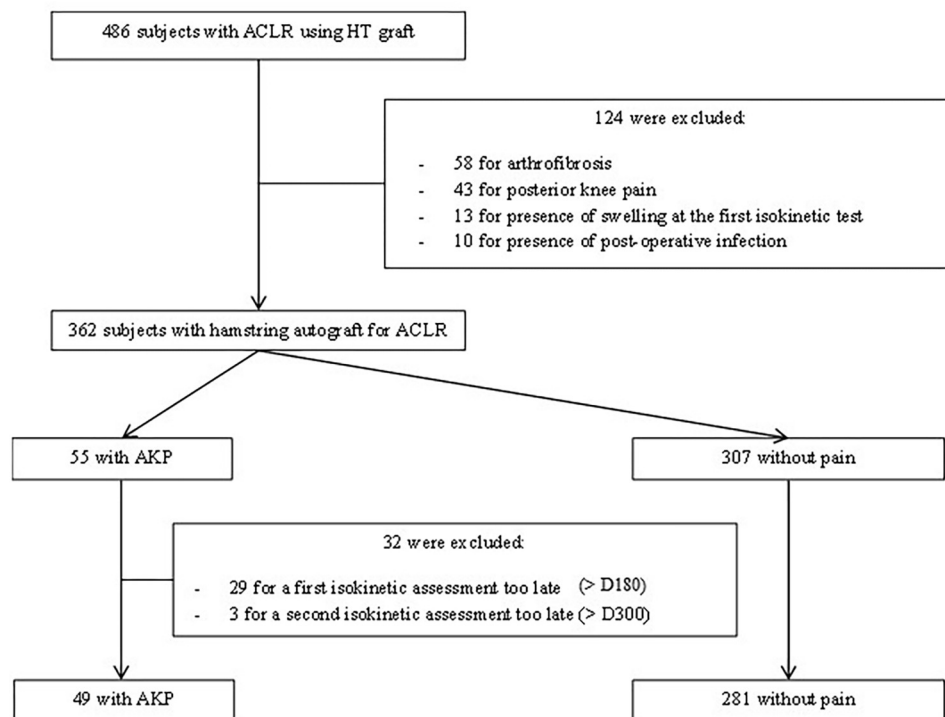 486 subjects with ACLR using HT graft
124 were excluded:
- 58 for arthrofibrosis
- 43 for posterior knee pain
- 13 for presence of swelling at the first isokinetic test
- 10 for presence of post-operative infection
362 subjects with hamstring autograft for ACLR
55 with AKP
307 without pain
32 were excluded:
- 29 for a first isokinetic assessment too late (> D180)
- 3 for a second isokinetic assessment too late (> D300)
49 with AKP
281 without pain